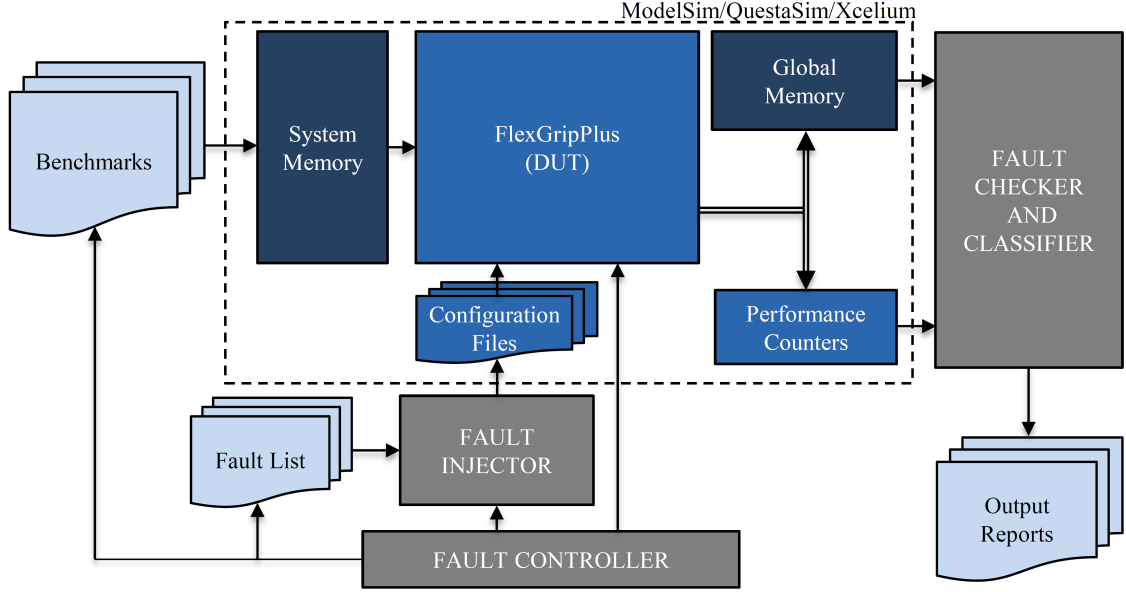 ModelSim/QuestaSim/Xcelium
Benchmarks
System
Memory
FlexGripPlus
(DUT)
Global
Memory
FAULT
CHECKER
AND
CLASSIFIER
Configuration
Files
Performance
Counters
Fault List
FAULT
INJECTOR
Output
Reports
FAULT CONTROLLER